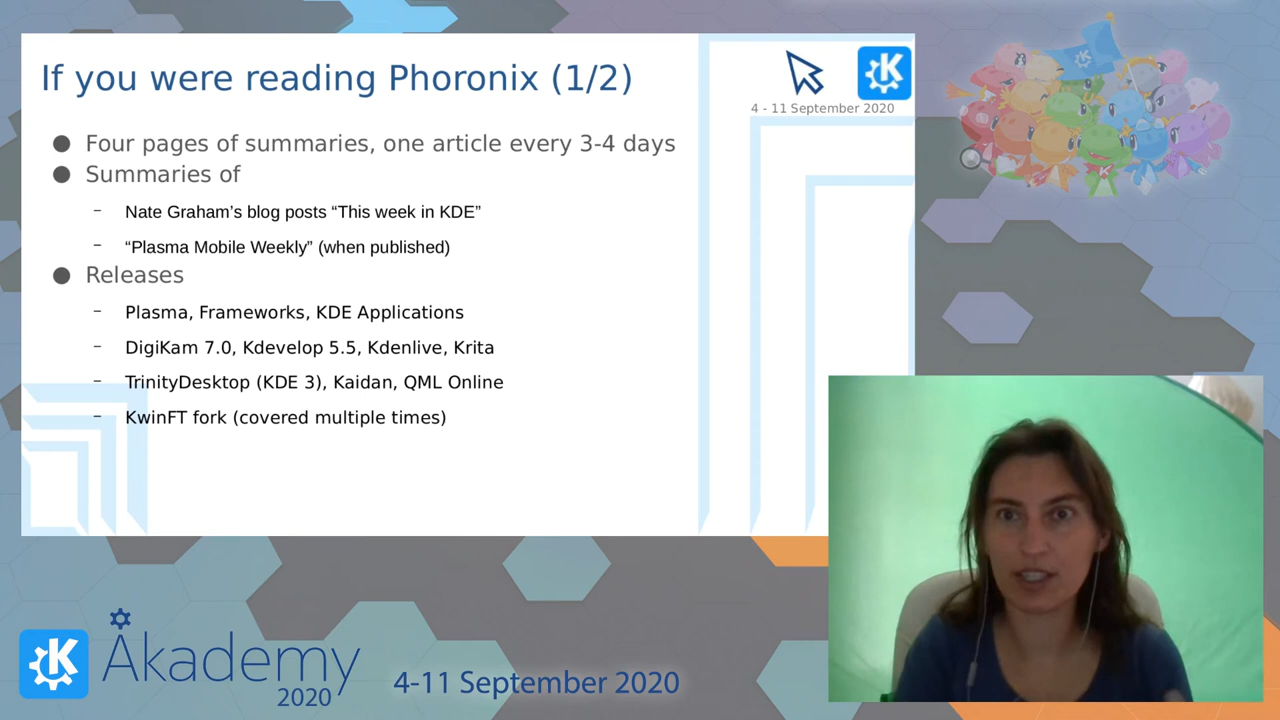 If you were reading Phoronix (1/2)
4 - 11 September 2020
● Four pages of summaries, one article every 3-4 days
● Summaries of
– Nate Graham’s blog posts “This week in KDE”
– “Plasma Mobile Weekly” (when published)
● Releases
– Plasma, Frameworks, KDE Applications
– DigiKam 7.0, Kdevelop 5.5, Kdenlive, Krita
– TrinityDesktop (KDE 3), Kaidan, QML Online
– KwinFT fork (covered multiple times)
Akademy
2020
4-11 September 2020